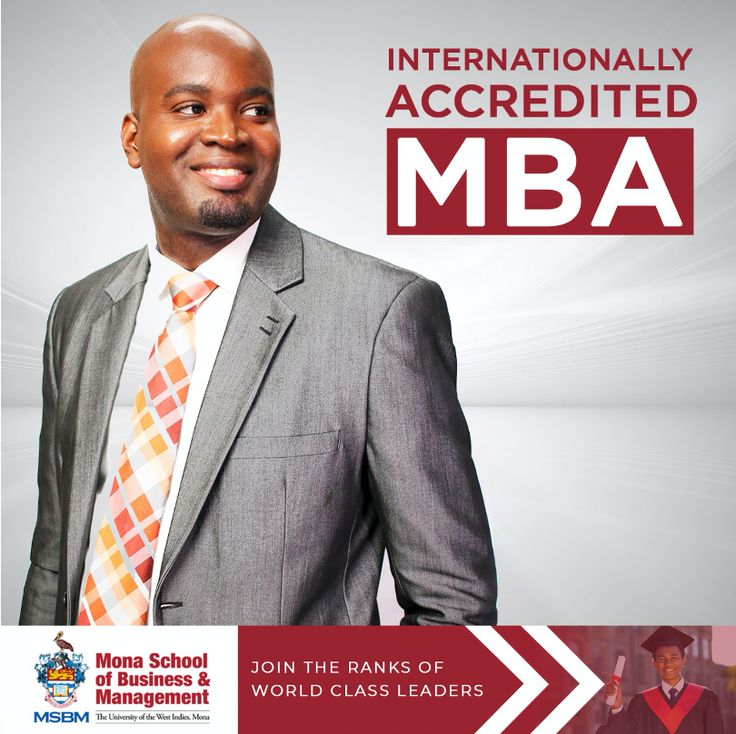 INTERNATIONALLY
ACCREDITED
MBA
Mona School
of Business &
Management
MSBM
The University of the West Indies, Mona
JOIN THE RANKS OF
WORLD CLASS LEADERS